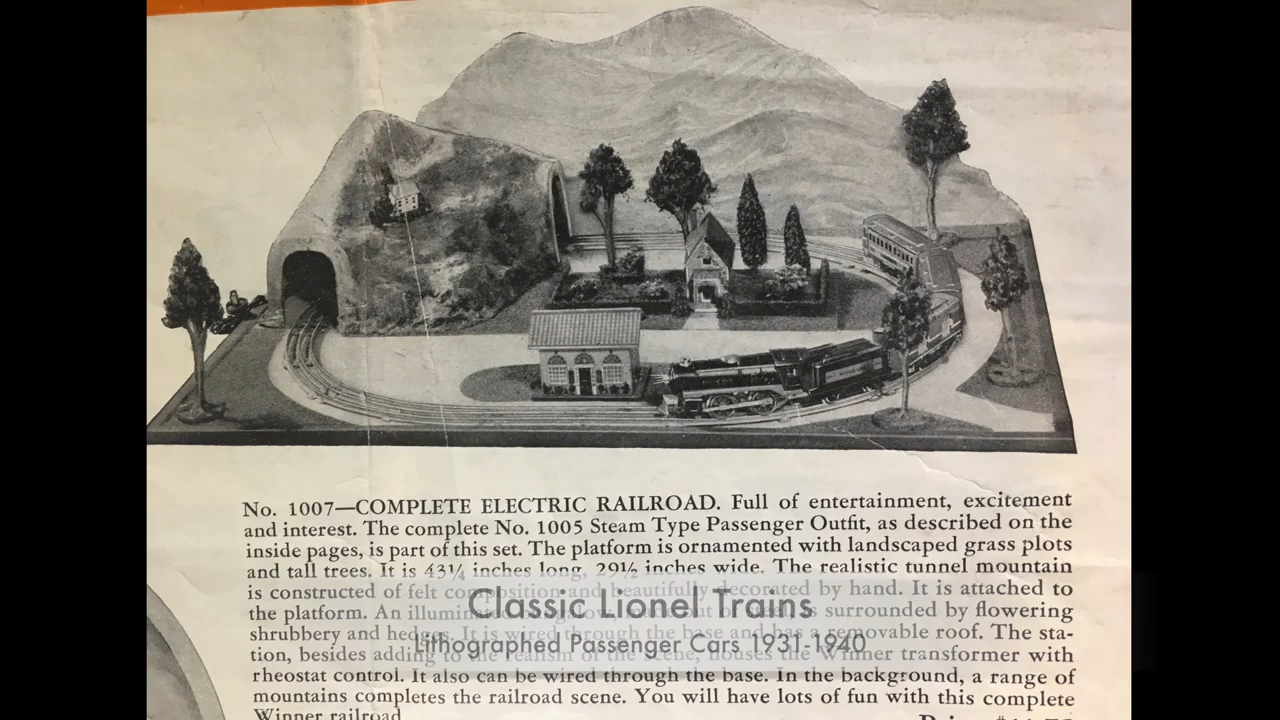 No. 1007—COMPLETE ELECTRIC RAILROAD. Full of entertainment, excitement
and interest. The complete No. 1005 Steam Type Passenger Outfit, as described on the
inside pages, is part of this set. The platform is ornamented with landscaped grass plots
and tall trees. It is 43¼ inches long, 29½ inches wide. The realistic tunnel mountain
is constructed of felt composition and beautifully decorated by hand. It is attached to
the platform. An illuminated surrounded by flowering
Classic Lionel Trains
shrubbery and hedges. It is wired through the base and has a removable roof. The sta-
Lithographed Passenger Cars 1931-1940
tion, besides adding to the realism of the scene, houses the Winner transformer with
rheostat control. It also can be wired through the base. In the background, a range of
mountains completes the railroad scene. You will have lots of fun with this complete
Winner railroad